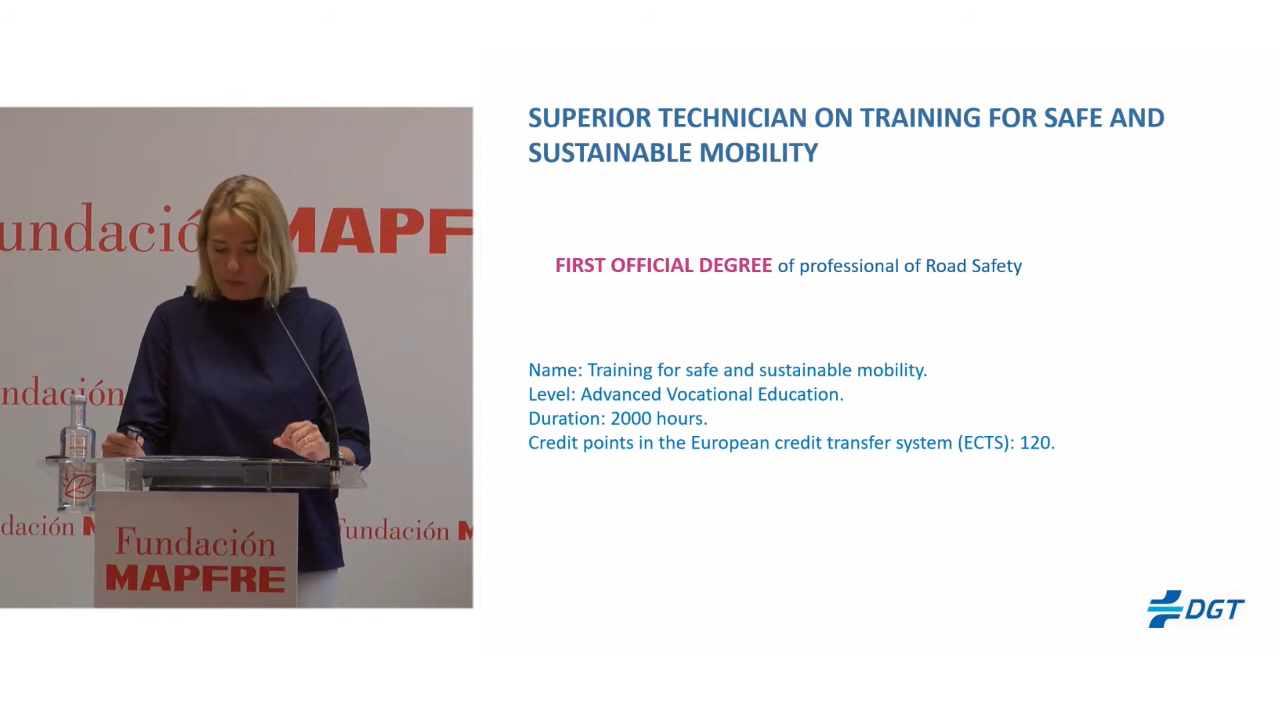 SUPERIOR TECHNICIAN ON TRAINING FOR SAFE AND
SUSTAINABLE MOBILITY
FIRST OFFICIAL DEGREE of professional of Road Safety
Name: Training for safe and sustainable mobility.
Level: Advanced Vocational Education.
Duration: 2000 hours.
Credit points in the European credit transfer system (ECTS): 120.
DGT
undación MAPF
ndación
dación M
undación M
Fundación
MAPFRE